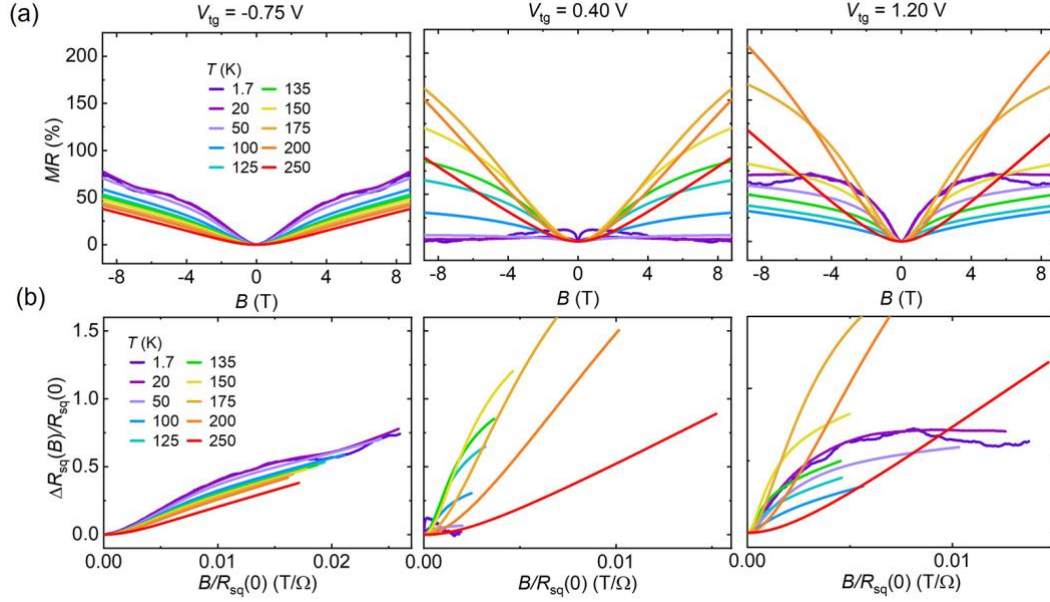 (a)
V_tg = -0.75 V
V_tg = 0.40 V
V_tg = 1.20 V
MR (%)
200
150
100
50
0
T (K)
1.7 135
20 150
50 175
100 200
125 250
-8 -4 0 4 8
-8 -4 0 4 8
-8 -4 0 4 8
B (T)
B (T)
B (T)
(b)
ΔR_sq(B)/R_sq(0)
1.5
1.0
0.5
0.0
T (K)
1.7 135
20 150
50 175
100 200
125 250
0.00 0.01 0.02
0.00 0.01
0.00 0.01
B/R_sq(0) (T/Ω)
B/R_sq(0) (T/Ω)
B/R_sq(0) (T/Ω)